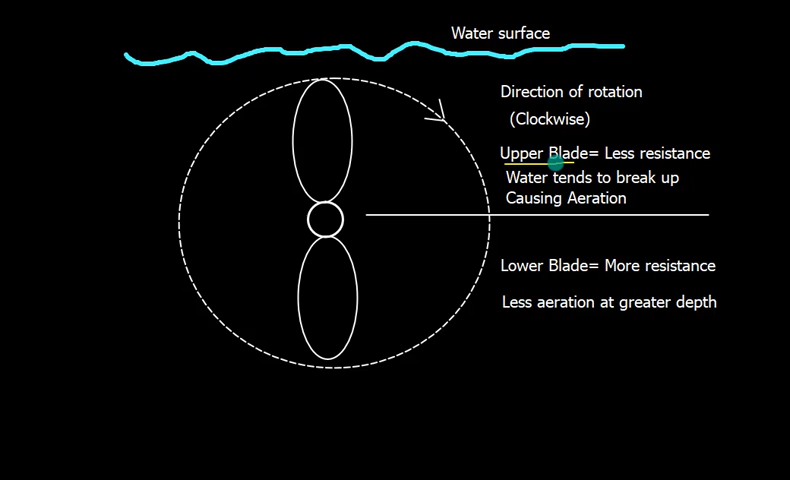 Water surface
Direction of rotation
(Clockwise)
Upper Blade= Less resistance
Water tends to break up
Causing Aeration
Lower Blade= More resistance
Less aeration at greater depth